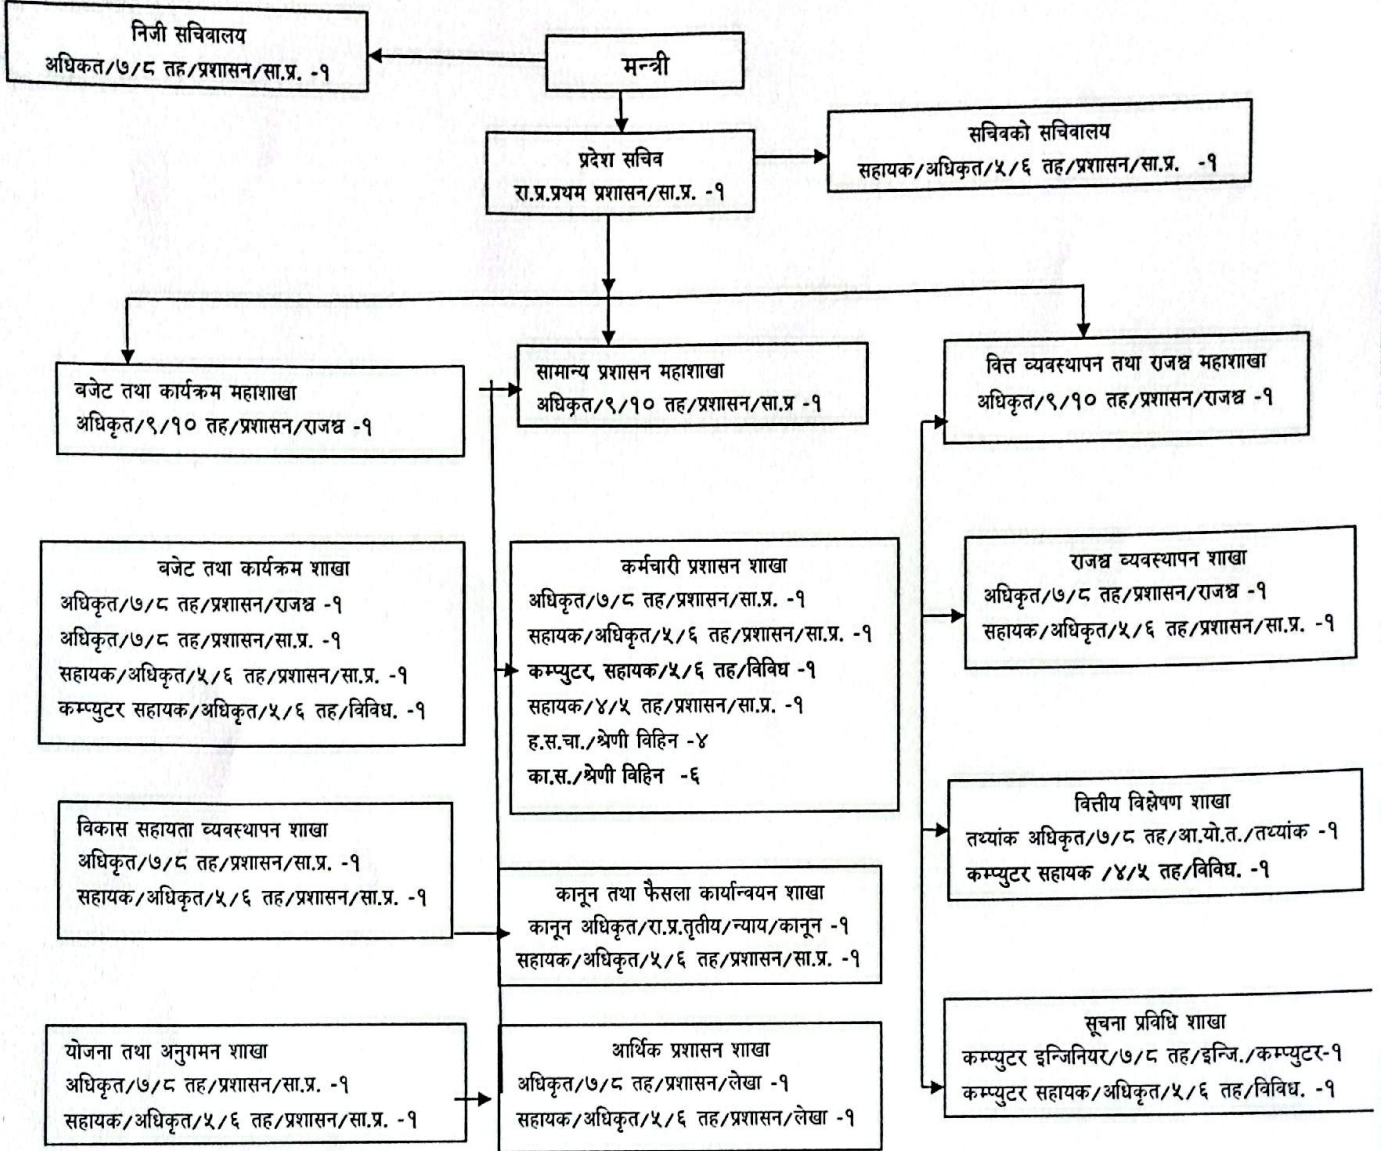 निजी सचिवालय
अधिकत/७/८ तह/प्रशासन/सा.प्र. -१
मन्त्री
प्रदेश सचिव
रा.प्र.प्रथम प्रशासन/सा.प्र. -१
सचिवको सचिवालय
सहायक/अधिकृत/५/६ तह/प्रशासन/सा.प्र. -१
बजेट तथा कार्यक्रम महाशाखा
अधिकृत/९/१० तह/प्रशासन/राजश्व -१
सामान्य प्रशासन महाशाखा
अधिकृत/९/१० तह/प्रशासन/सा.प्र -१
वित्त व्यवस्थापन तथा राजश्व महाशाखा
अधिकृत/९/१० तह/प्रशासन/राजश्व -१
बजेट तथा कार्यक्रम शाखा
अधिकृत/७/८ तह/प्रशासन/राजश्व -१
अधिकृत/७/८ तह/प्रशासन/सा.प्र. -१
सहायक/अधिकृत/५/६ तह/प्रशासन/सा.प्र. -१
कम्प्युटर सहायक/अधिकृत/५/६ तह/विविध. -१
कर्मचारी प्रशासन शाखा
अधिकृत/७/८ तह/प्रशासन/सा.प्र. -१
सहायक/अधिकृत/५/६ तह/प्रशासन/सा.प्र. -१
कम्प्युटर, सहायक/५/६ तह/विविध -१
सहायक/४/५ तह/प्रशासन/सा.प्र. -१
ह.स.चा./श्रेणी विहिन -४
का.स./श्रेणी विहिन -६
राजश्व व्यवस्थापन शाखा
अधिकृत/७/८ तह/प्रशासन/राजश्व -१
सहायक/अधिकृत/५/६ तह/प्रशासन/सा.प्र. -१
विकास सहायता व्यवस्थापन शाखा
अधिकृत/७/८ तह/प्रशासन/सा.प्र. -१
सहायक/अधिकृत/५/६ तह/प्रशासन/सा.प्र. -१
कानून तथा फैसला कार्यान्वयन शाखा
कानून अधिकृत/रा.प्र.तृतीय/न्याय/कानून -१
सहायक/अधिकृत/५/६ तह/प्रशासन/सा.प्र. -१
वित्तीय विश्लेषण शाखा
तथ्यांक अधिकृत/७/८ तह/आ.यो.त./तथ्यांक -१
कम्प्युटर सहायक /४/५ तह/विविध. -१
योजना तथा अनुगमन शाखा
अधिकृत/७/८ तह/प्रशासन/सा.प्र. -१
सहायक/अधिकृत/५/६ तह/प्रशासन/सा.प्र. -१
आर्थिक प्रशासन शाखा
अधिकृत/७/८ तह/प्रशासन/लेखा -१
सहायक/अधिकृत/५/६ तह/प्रशासन/लेखा -१
सूचना प्रविधि शाखा
कम्प्युटर इन्जिनियर/७/८ तह/इन्जि./कम्प्युटर-१
कम्प्युटर सहायक/अधिकृत/५/६ तह/विविध. -१